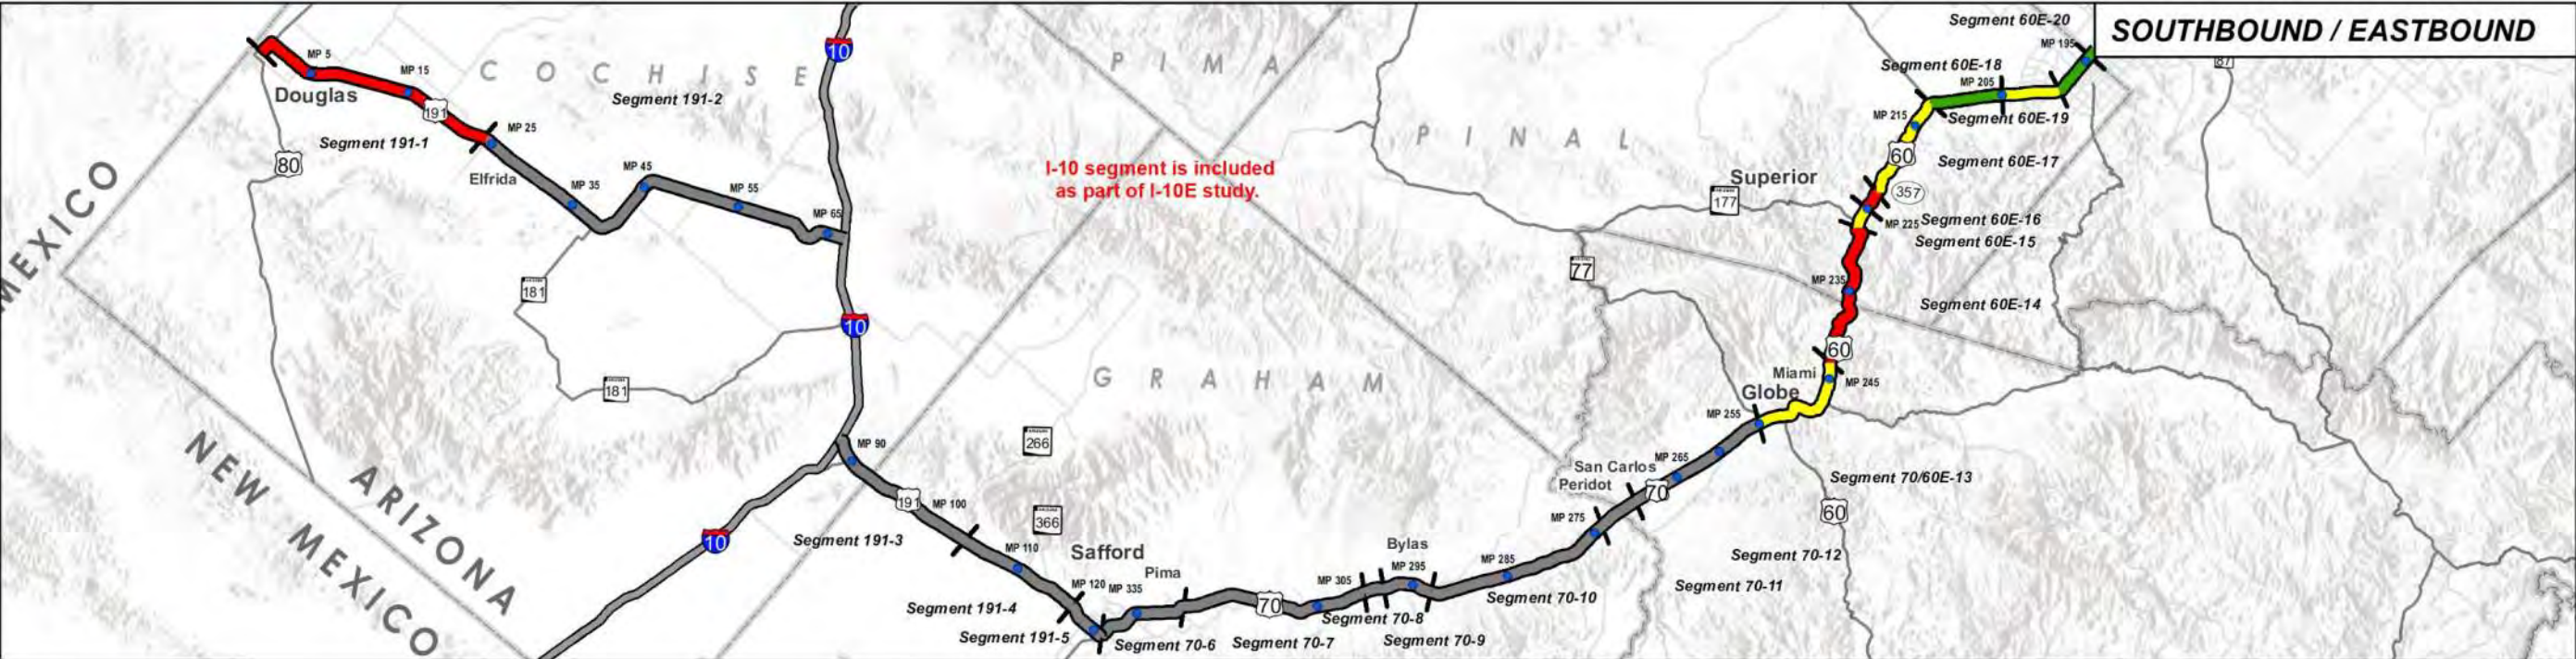 SOUTHBOUND / EASTBOUND
Segment 60E-20
MP 195
Segment 60E-18
MP 205
Segment 60E-19
MP 215
60
Segment 60E-17
357
Superior
177
MP 225
Segment 60E-16
Segment 60E-15
MP 235
Segment 60E-14
60
Miami
MP 245
Globe
MP 255
87
77
PINAL
PIMA
I-10 segment is included
as part of I-10E study.
COCHISE
10
MP 5
MP 15
Douglas
191
Segment 191-2
MP 25
Segment 191-1
80
Elfrida
MP 35
MP 45
MP 55
MP 65
181
181
10
MEXICO
NEW MEXICO
ARIZONA
GRAHAM
266
366
MP 90
191
MP 100
10
Segment 191-3
MP 110
Safford
MP 120
MP 335
Pima
Segment 191-4
Segment 191-5
Segment 70-6
70
Segment 70-7
MP 305
Segment 70-8
Bylas
MP 295
Segment 70-9
MP 285
Segment 70-10
MP 275
San Carlos
Peridot
70
MP 265
Segment 70/60E-13
60
Segment 70-12
Segment 70-11